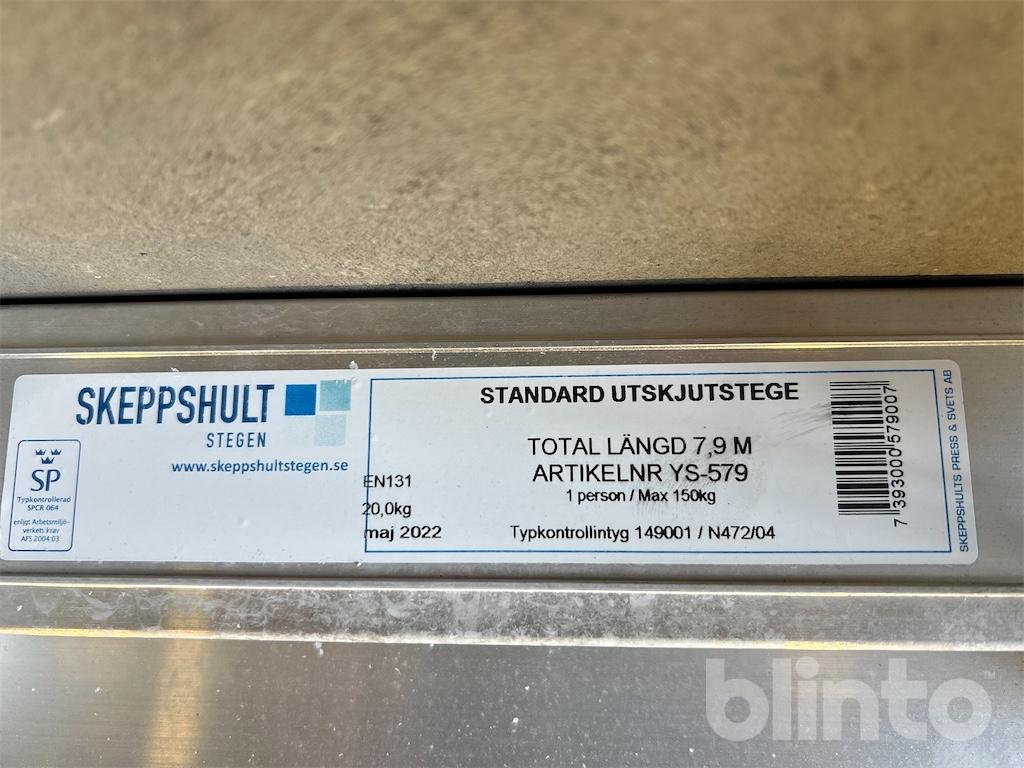 SKEPPSHULT
STEGEN
www.skeppshultstegen.se
SP
Typkontrollerad
SPCR 064
enligt Arbetsmiljö-
verkets krav
AFS 2004:03
EN131
20,0kg
maj 2022
STANDARD UTSKJUTSTEGE
TOTAL LÄNGD 7,9 M
ARTIKELNR YS-579
1 person / Max 150kg
Typkontrollintyg 149001 / N472/04
7 393000 579007
SKEPPSHULTS PRESS & SVETS AB
blinto™